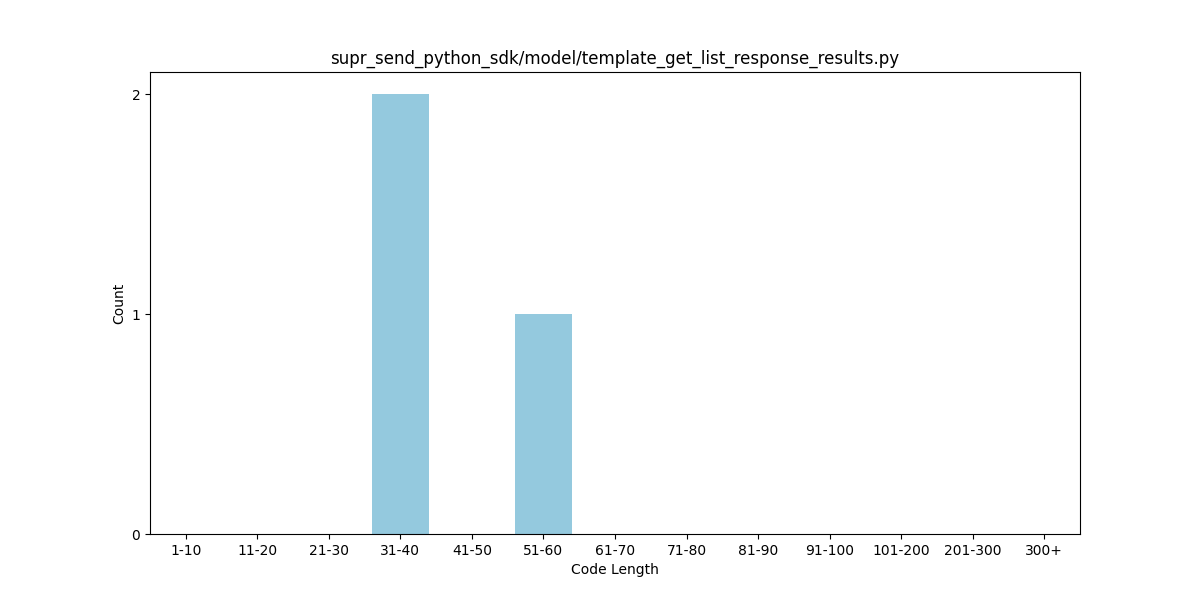 supr_send_python_sdk/model/template_get_list_response_results.py
2
1
0
Count
1-10 11-20 21-30 31-40 41-50 51-60 61-70 71-80 81-90 91-100 101-200 201-300 300+
Code Length